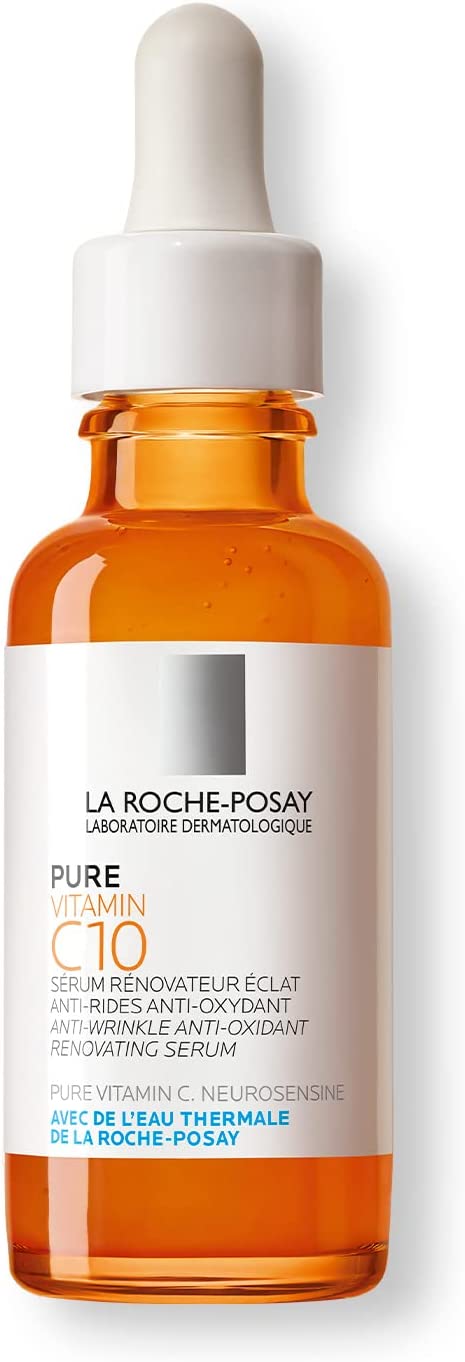 LA ROCHE-POSAY
LABORATOIRE DERMATOLOGIQUE
PURE
VITAMIN
C10
SÉRUM RÉNOVATEUR ÉCLAT
ANTI-RIDES ANTI-OXYDANT
ANTI-WRINKLE ANTI-OXIDANT
RENOVATING SERUM
PURE VITAMIN C. NEUROSENSINE
AVEC DE L'EAU THERMALE
DE LA ROCHE-POSAY